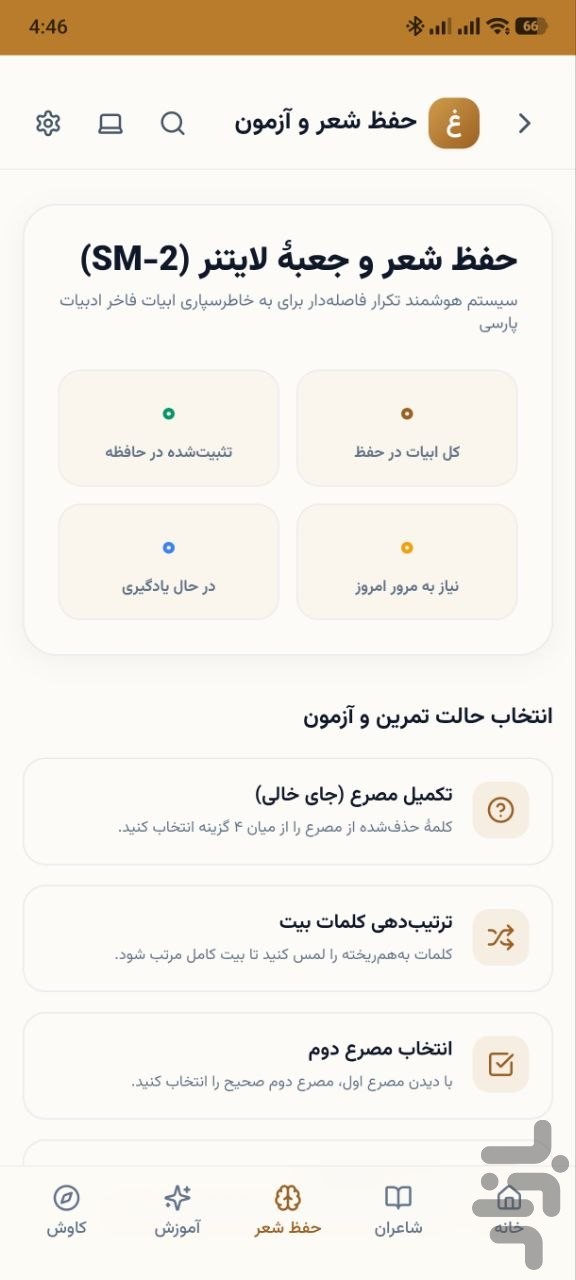 4:46
66
غ
حفظ شعر و آزمون
حفظ شعر و جعبهٔ لایتنر (SM-2)
سیستم هوشمند تکرار فاصله‌دار برای به خاطرسپاری ابیات فاخر ادبیات
پارسی
۰
کل ابیات در حفظ
۰
تثبیت‌شده در حافظه
۰
نیاز به مرور امروز
۰
در حال یادگیری
انتخاب حالت تمرین و آزمون
تکمیل مصرع (جای خالی)
کلمهٔ حذف‌شده از مصرع را از میان ۴ گزینه انتخاب کنید.
ترتیب‌دهی کلمات بیت
کلمات به‌هم‌ریخته را لمس کنید تا بیت کامل مرتب شود.
انتخاب مصرع دوم
با دیدن مصرع اول، مصرع دوم صحیح را انتخاب کنید.
خانه
شاعران
حفظ شعر
آموزش
کاوش